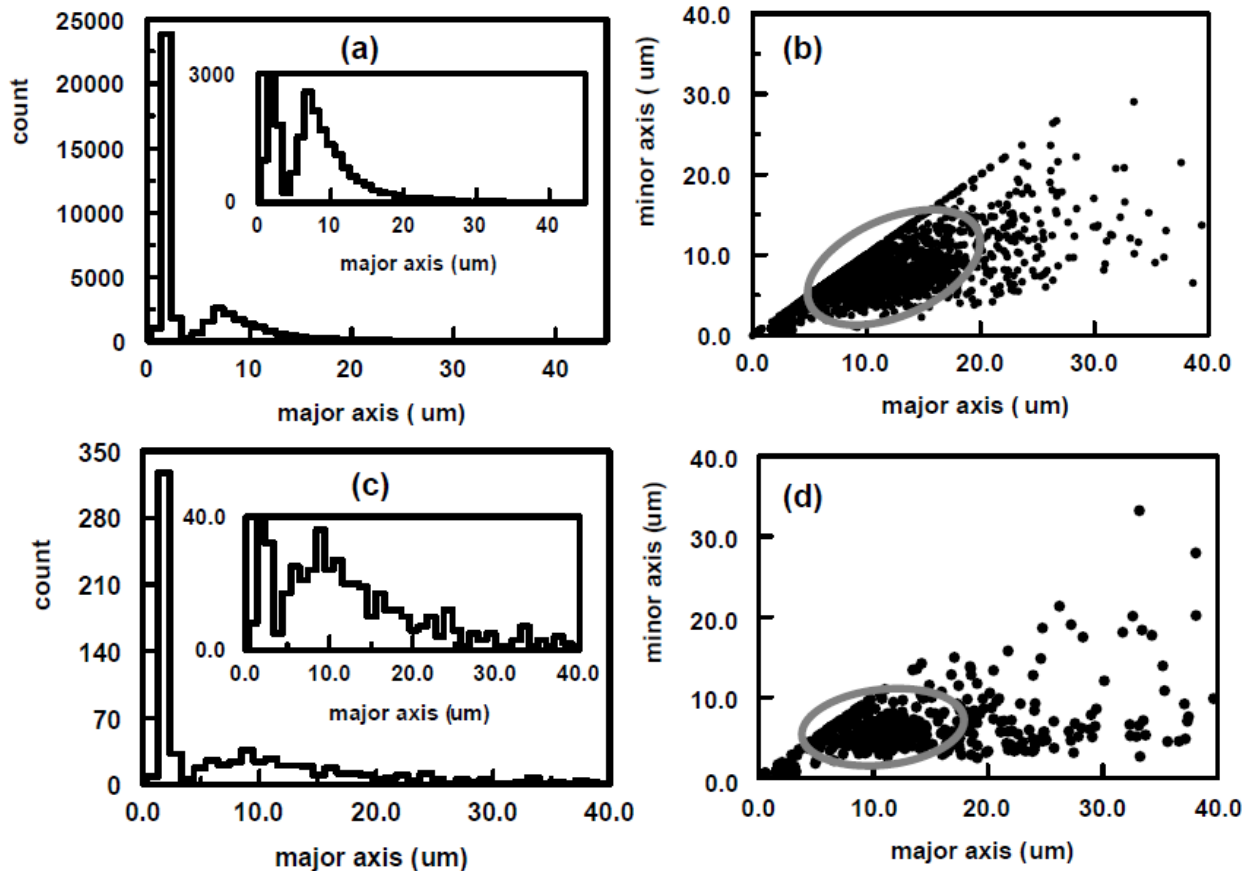 (a)
count
25000
20000
15000
10000
5000
0
0 10 20 30 40
major axis ( um)
3000
0
0 10 20 30 40
major axis (um)
(b)
minor axis ( um)
40.0
30.0
20.0
10.0
0.0
0.0 10.0 20.0 30.0 40.0
major axis ( um)
(c)
count
350
280
210
140
70
0
0.0 10.0 20.0 30.0 40.0
major axis (um)
40.0
0.0
0.0 10.0 20.0 30.0 40.0
major axis (um)
(d)
minor axis (um)
40.0
30.0
20.0
10.0
0.0
0.0 10.0 20.0 30.0 40.0
major axis (um)